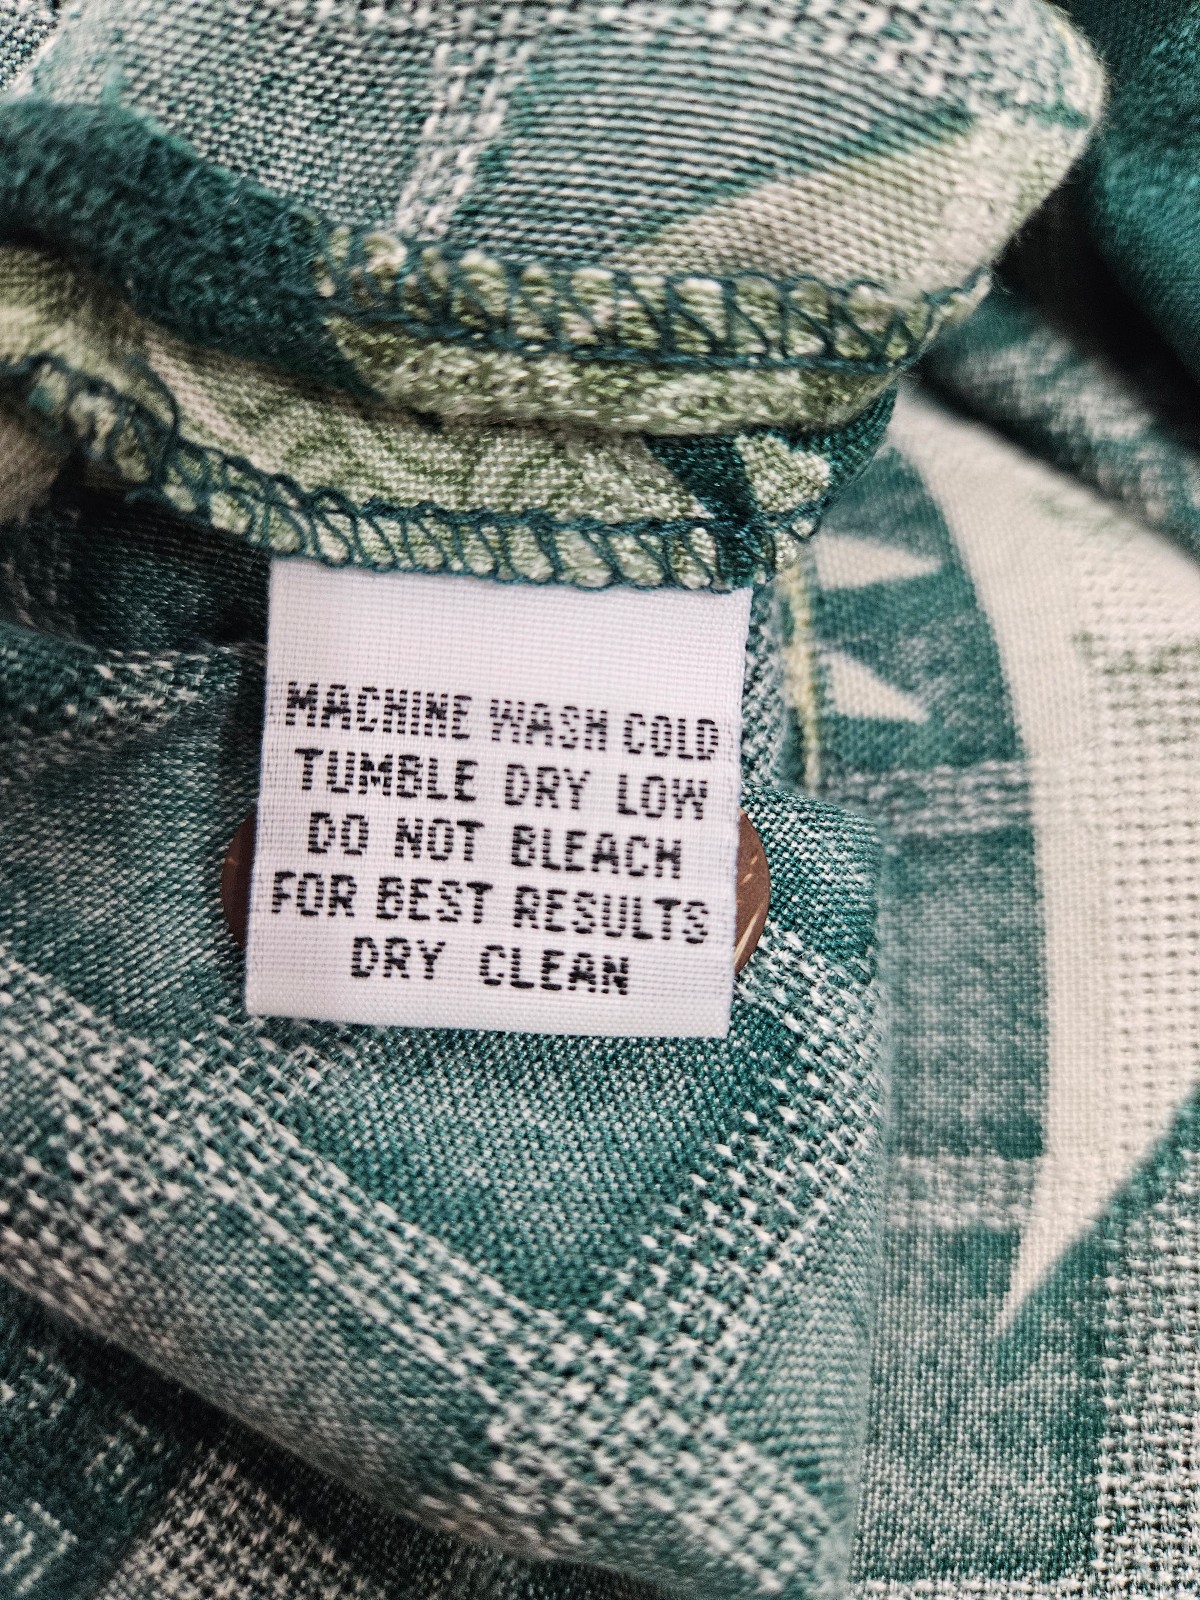 MACHINE WASH COLD
TUMBLE DRY LOW
DO NOT BLEACH
FOR BEST RESULTS
DRY CLEAN